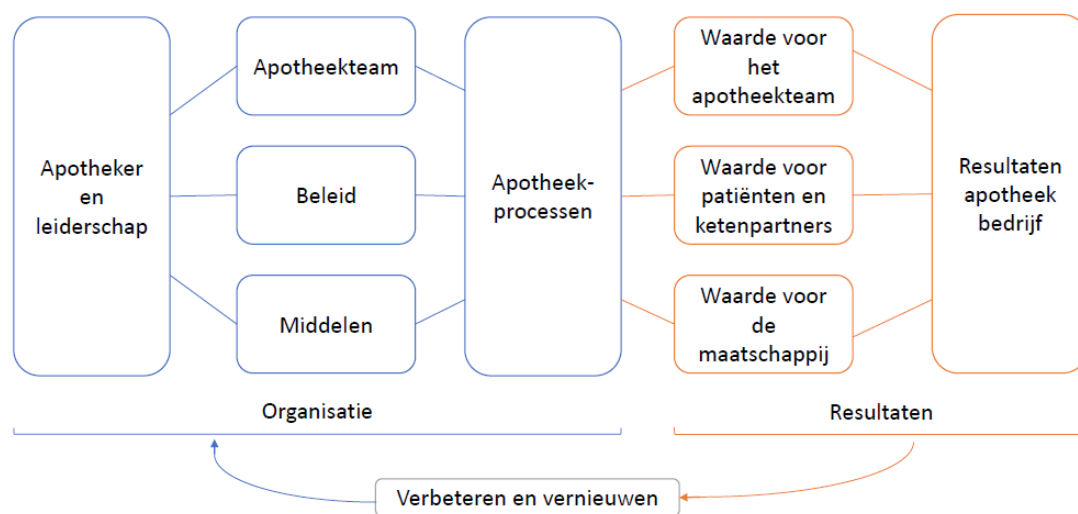 Apotheker
en
leiderschap
Apotheekteam
Beleid
Middelen
Apotheek-
processen
Waarde voor
het
apotheekteam
Waarde voor
patiënten en
ketenpartners
Waarde voor
de
maatschappij
Resultaten
apotheek
bedrijf
Organisatie
Resultaten
Verbeteren en vernieuwen